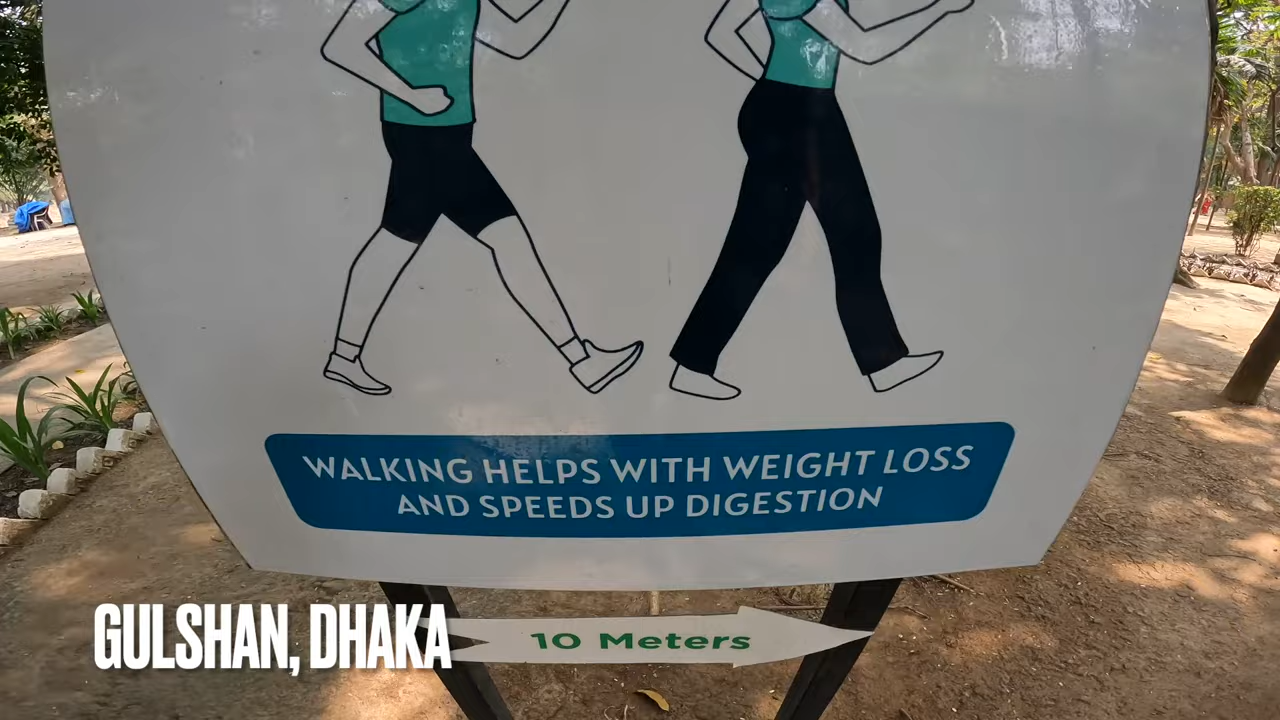 WALKING HELPS WITH WEIGHT LOSS
AND SPEEDS UP DIGESTION
10 Meters
GULSHAN, DHAKA